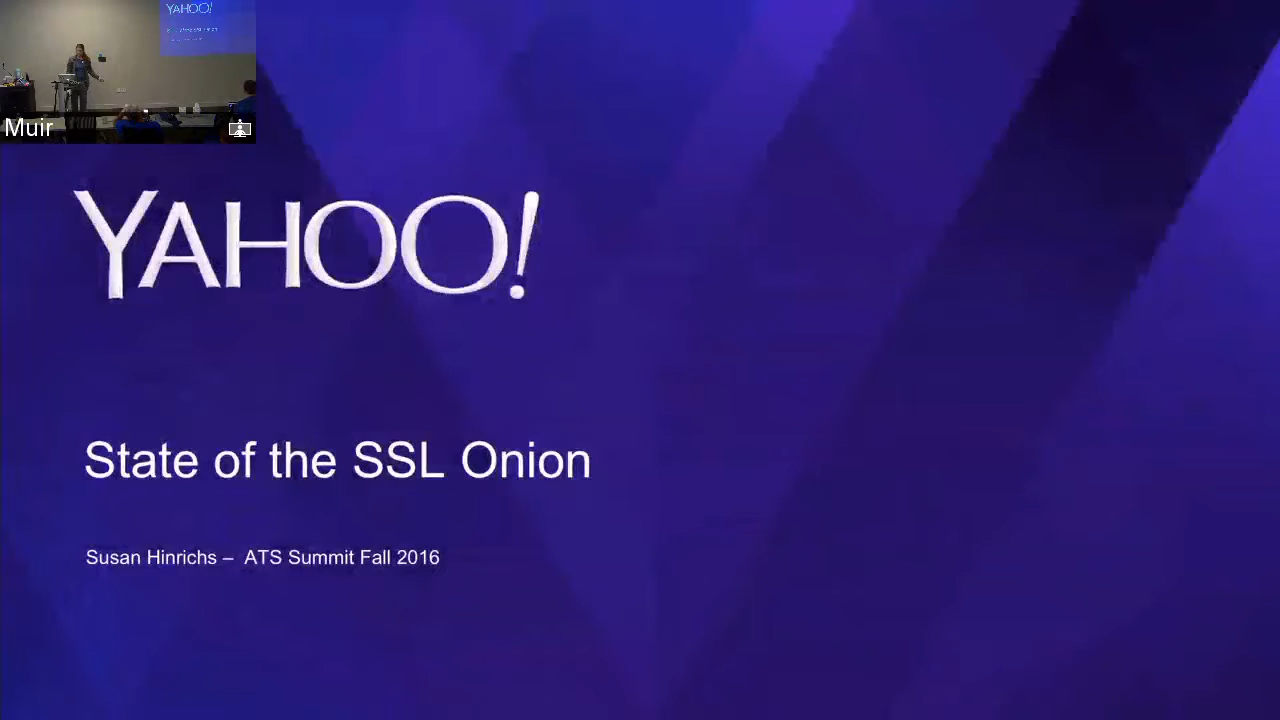 YAHOO!
Muir
YAHOO!
State of the SSL Onion
Susan Hinrichs – ATS Summit Fall 2016